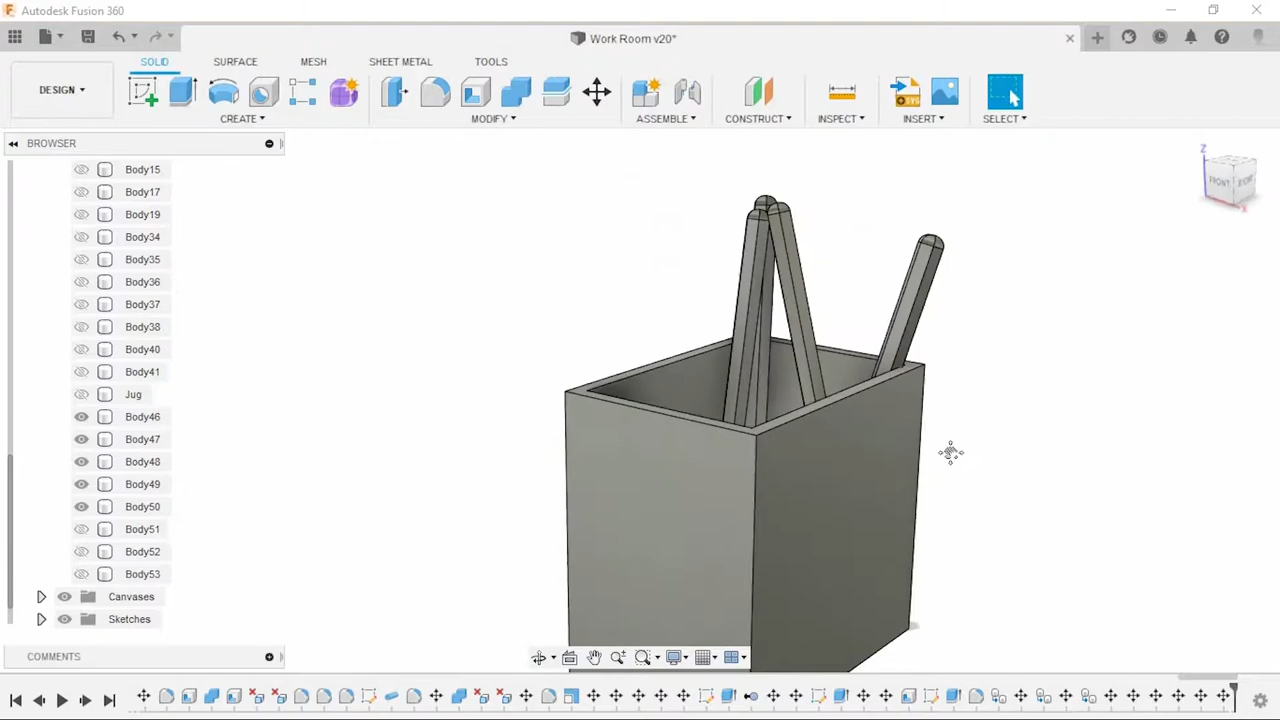 Autodesk Fusion 360
Work Room v20*
SOLID SURFACE MESH SHEET METAL TOOLS
DESIGN
CREATE MODIFY ASSEMBLE CONSTRUCT INSPECT INSERT SELECT
BROWSER
Body15
Body17
Body19
Body34
Body35
Body36
Body37
Body38
Body40
Body41
Jug
Body46
Body47
Body48
Body49
Body50
Body51
Body52
Body53
Canvases
Sketches
COMMENTS
Z
FRONT
X